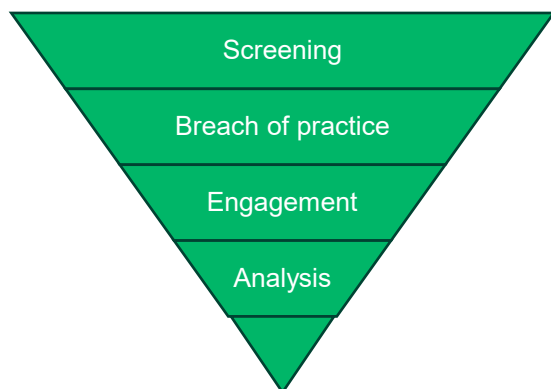 Screening
Breach of practice
Engagement
Analysis